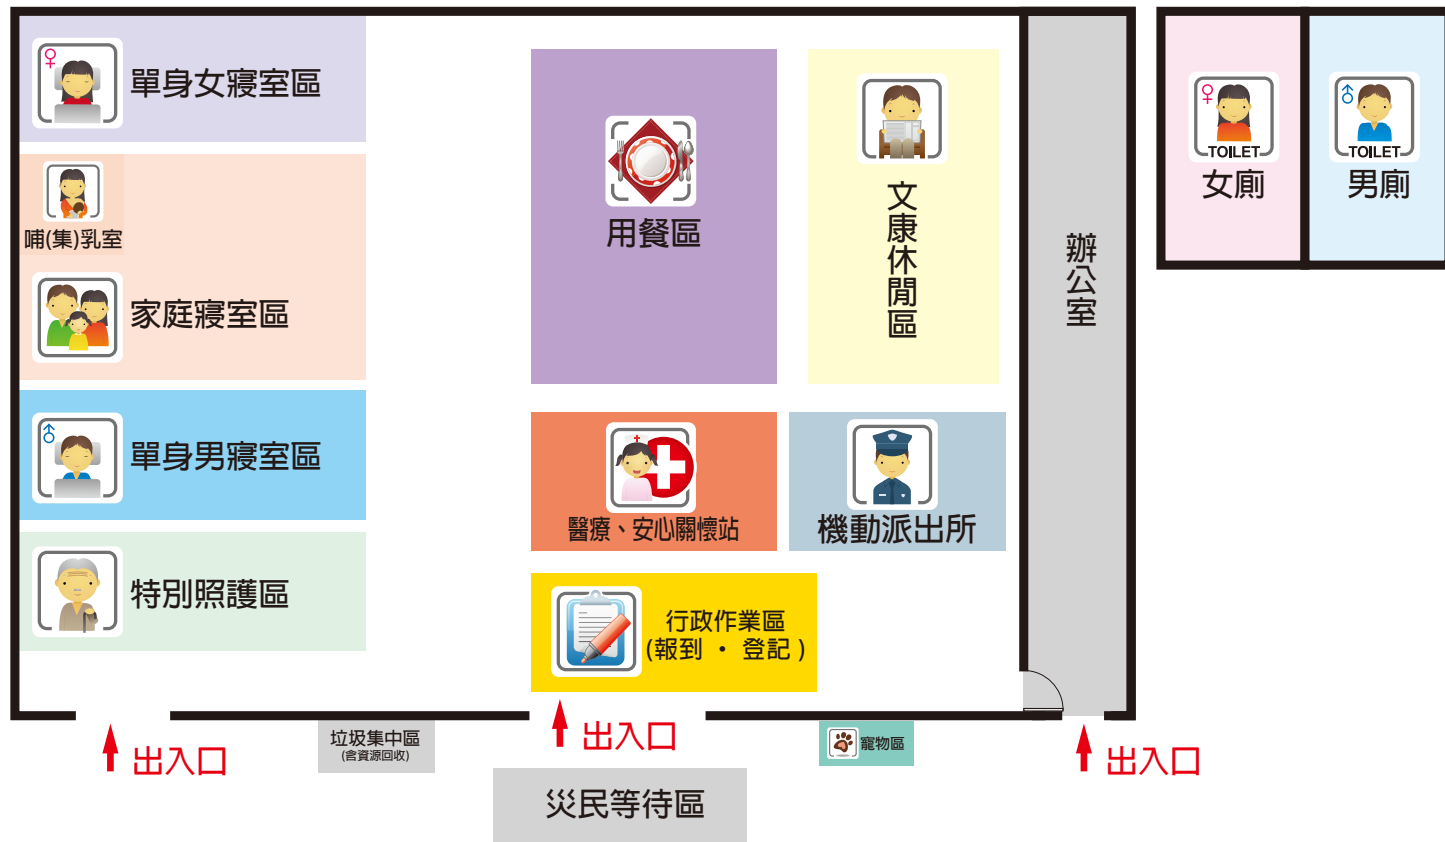 單身女寢室區
哺(集)乳室
家庭寢室區
單身男寢室區
特別照護區
用餐區
文康休閒區
醫療、安心關懷站
機動派出所
行政作業區
(報到 ・ 登記 )
辦公室
TOILET
女廁
TOILET
男廁
出入口
垃圾集中區
(含資源回收)
出入口
寵物區
出入口
災民等待區